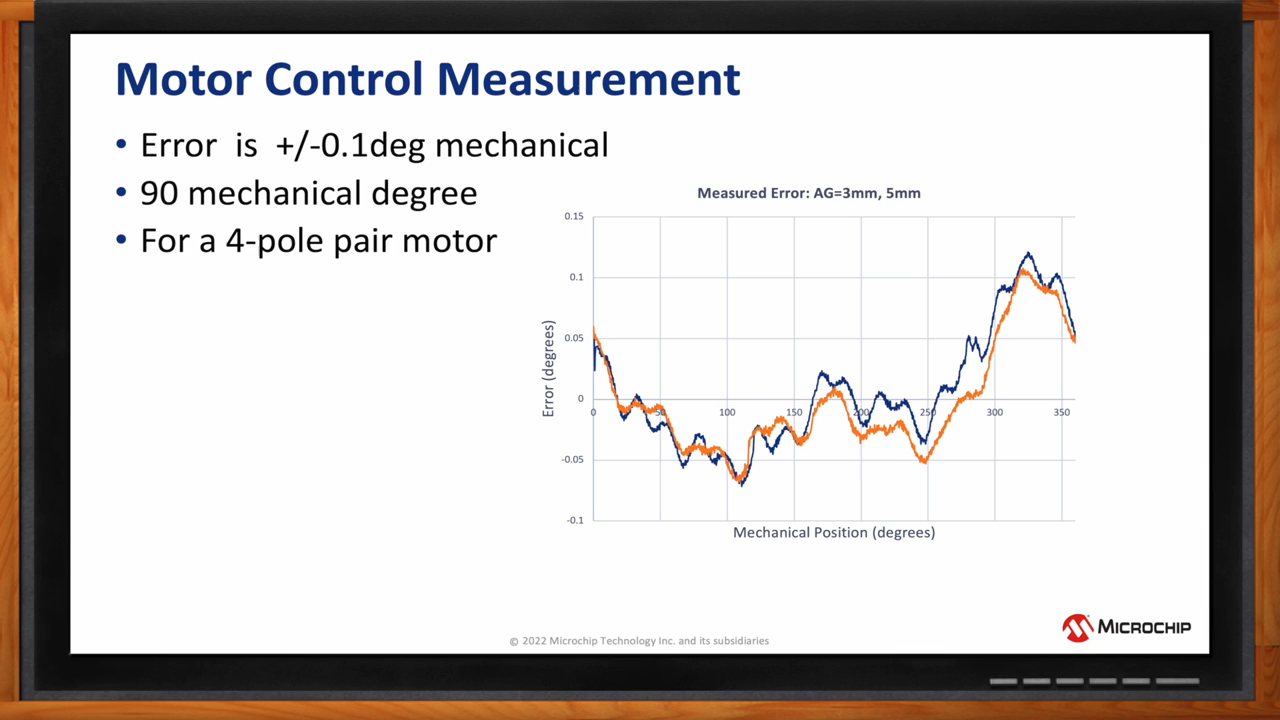 Motor Control Measurement
• Error is +/-0.1deg mechanical
• 90 mechanical degree
• For a 4-pole pair motor
Measured Error: AG=3mm, 5mm
0.15
0.1
0.05
0
-0.05
-0.1
Error (degrees)
0 50 100 150 200 250 300 350
Mechanical Position (degrees)
MICROCHIP
© 2022 Microchip Technology Inc. and its subsidiaries